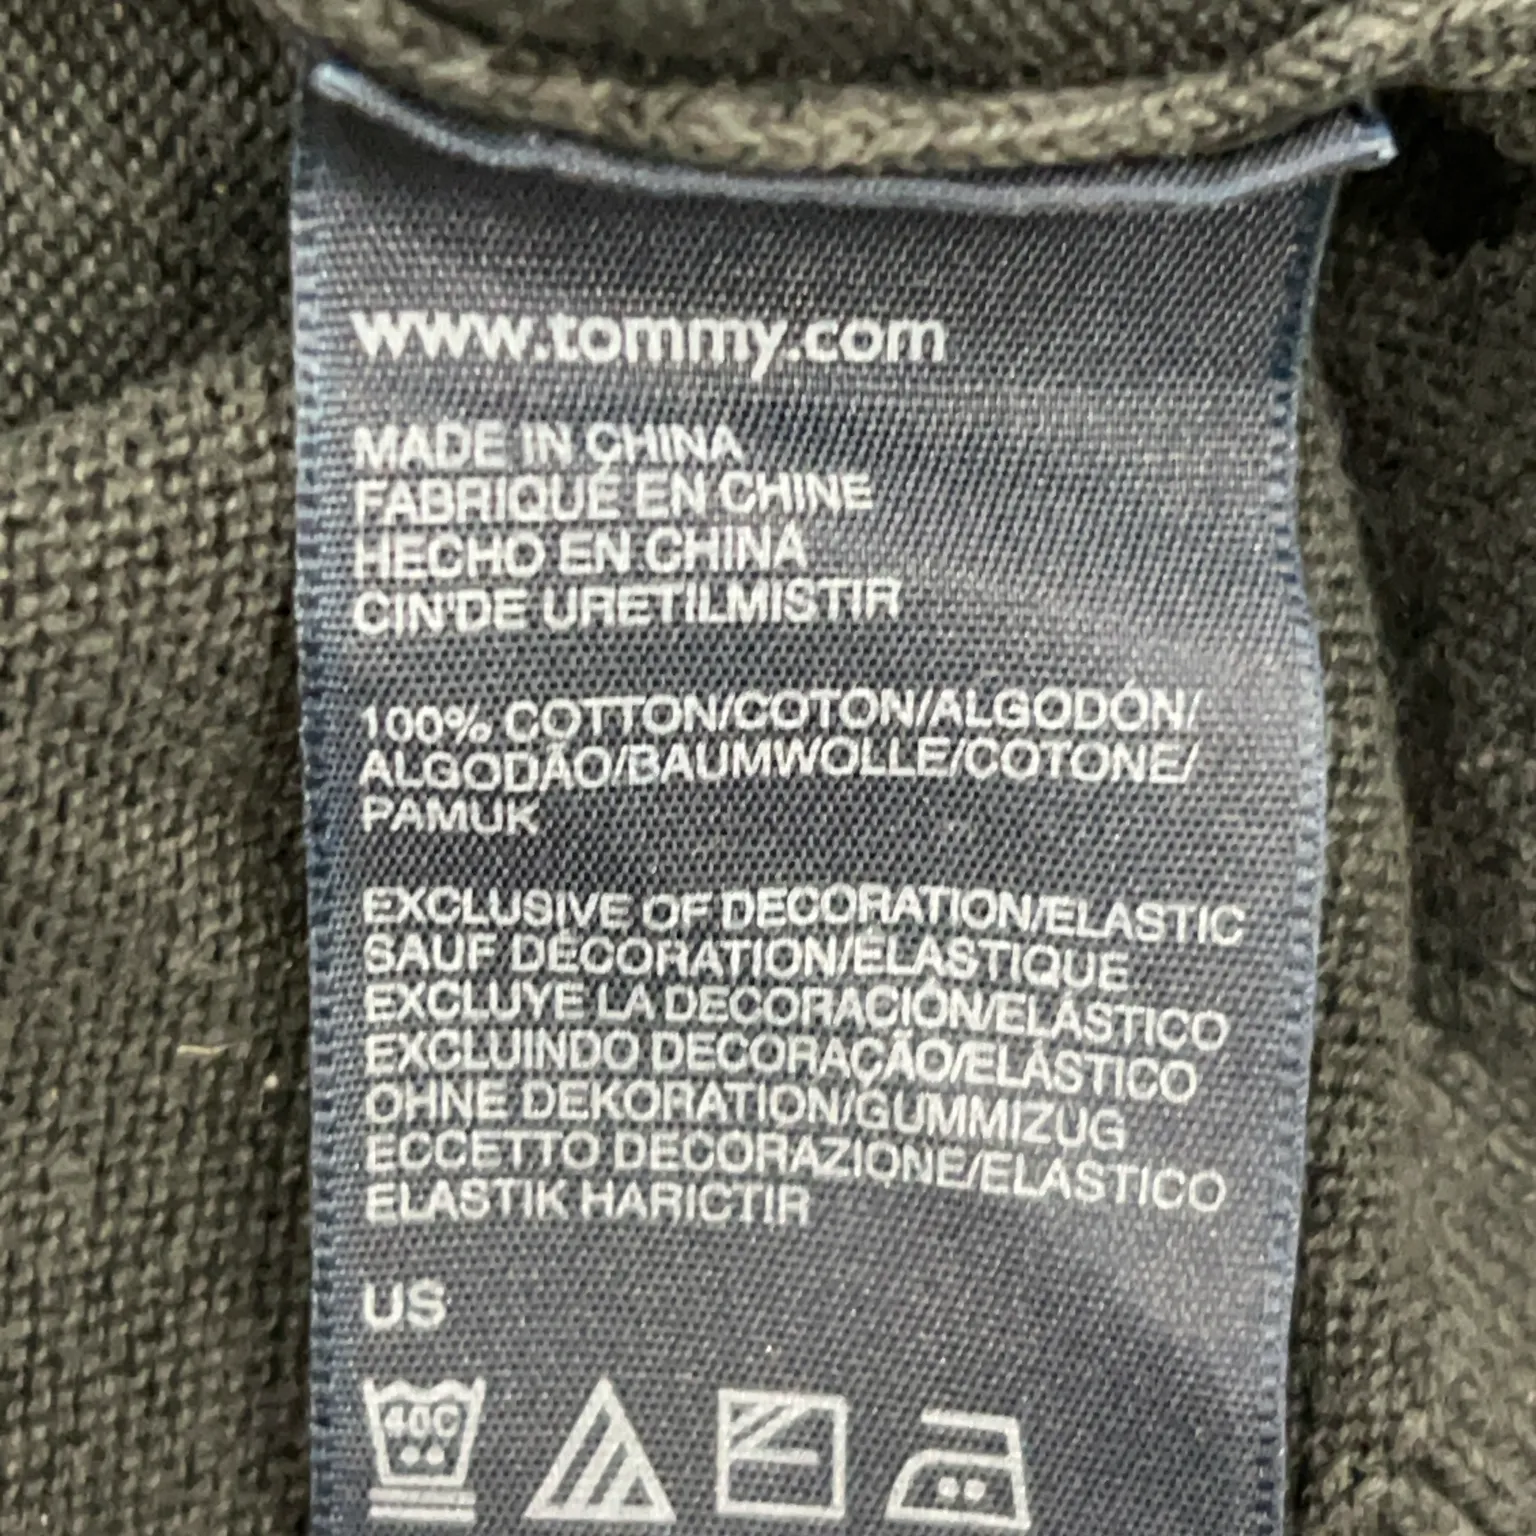 www.tommy.com
MADE IN CHINA
FABRIQUÉ EN CHINE
HECHO EN CHINA
CIN'DE URETILMISTIR
100% COTTON/COTON/ALGODÓN/
ALGODÃO/BAUMWOLLE/COTONE/
PAMUK
EXCLUSIVE OF DECORATION/ELASTIC
SAUF DÉCORATION/ÉLASTIQUE
EXCLUYE LA DECORACIÓN/ELÁSTICO
EXCLUINDO DECORAÇÃO/ELÁSTICO
OHNE DEKORATION/GUMMIZUG
ECCETTO DECORAZIONE/ELASTICO
ELASTIK HARICTIR
US
40C